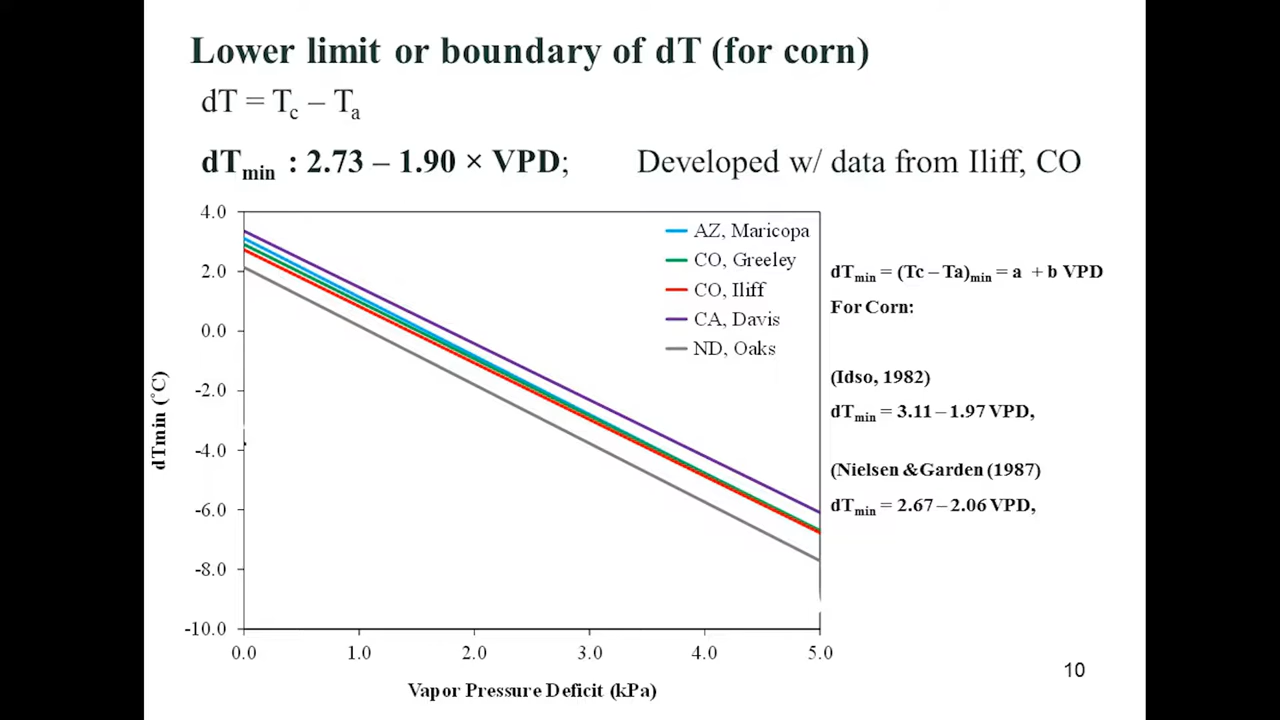 Lower limit or boundary of dT (for corn)
dT = Tc – Ta
dTmin : 2.73 – 1.90 × VPD; Developed w/ data from Iliff, CO
4.0
2.0
0.0
-2.0
-4.0
-6.0
-8.0
-10.0
dTmin (˚C)
AZ, Maricopa
CO, Greeley
CO, Iliff
CA, Davis
ND, Oaks
0.0 1.0 2.0 3.0 4.0 5.0
Vapor Pressure Deficit (kPa)
dTmin = (Tc – Ta)min = a + b VPD
For Corn:
(Idso, 1982)
dTmin = 3.11 – 1.97 VPD,
(Nielsen &Garden (1987)
dTmin = 2.67 – 2.06 VPD,
10